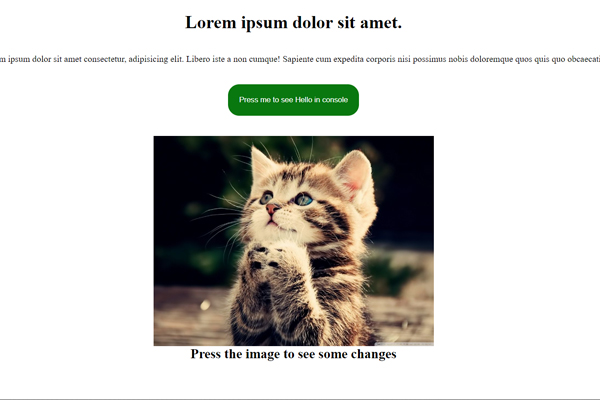 Lorem ipsum dolor sit amet.
ipsum dolor sit amet consectetur, adipisicing elit. Libero iste a non cumque! Sapiente cum expedita corporis nisi possimus nobis doloremque quos quis quo
Press me to see Hello in console
Press the image to see some changes